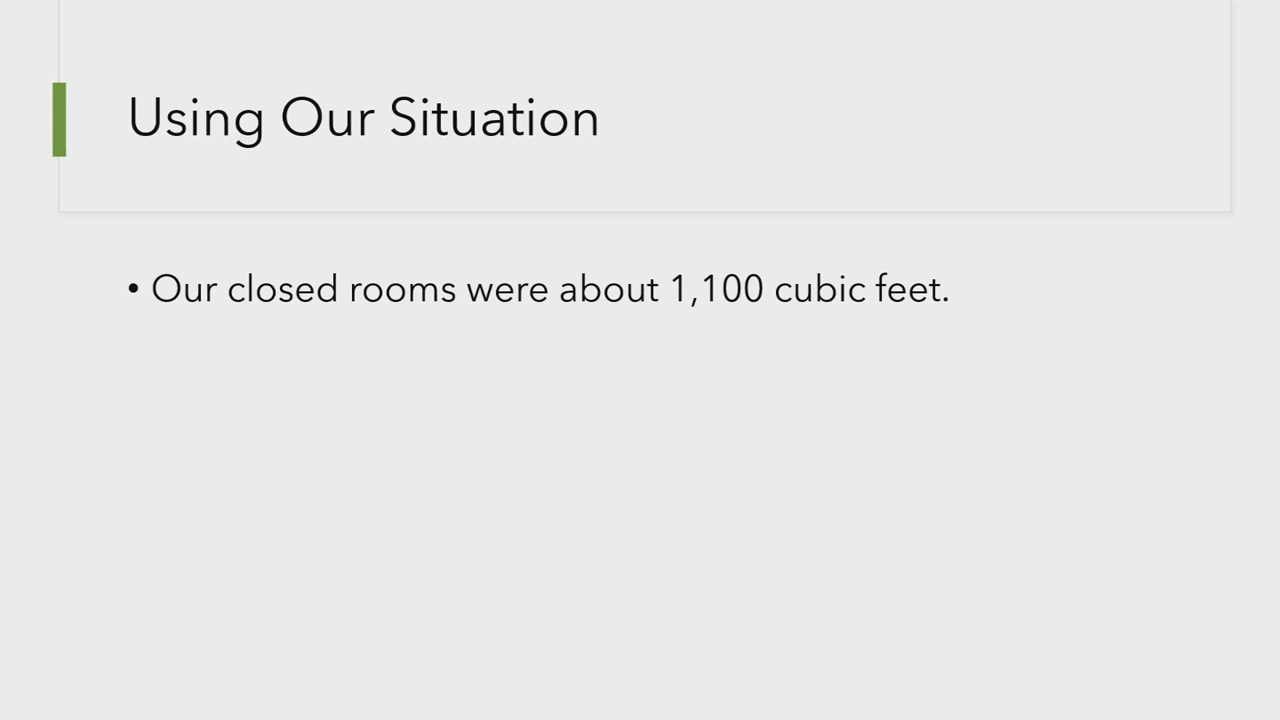 Using Our Situation
• Our closed rooms were about 1,100 cubic feet.